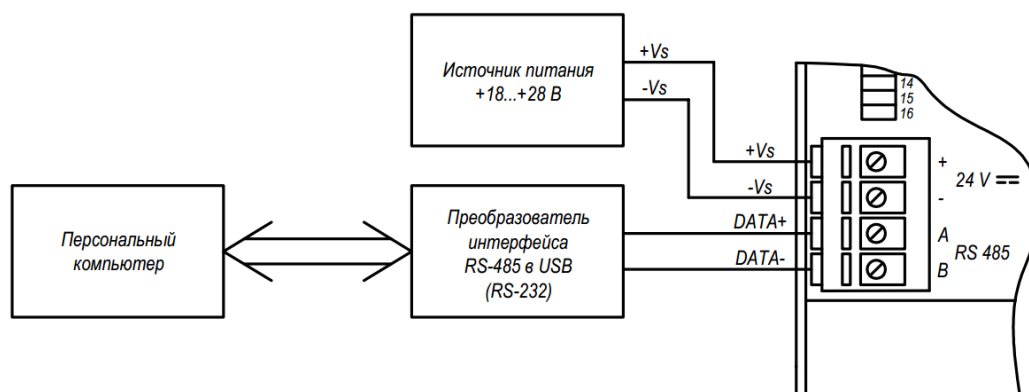 Источник питания
+18...+28 В
+Vs
-Vs
14
15
16
+Vs
+
24 V
-Vs
-
Персональный
компьютер
Преобразователь
интерфейса
RS-485 в USB
(RS-232)
DATA+
A
RS 485
DATA-
B